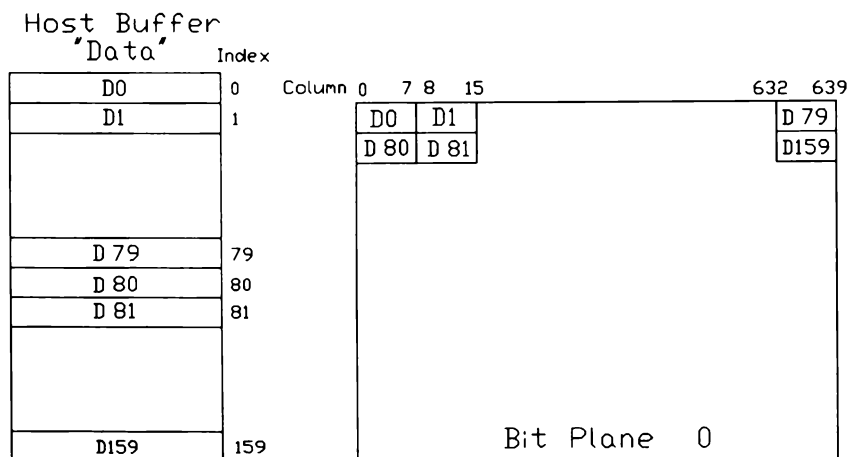 Host Buffer
"Data"
Index
D0 0
D1 1
D 79 79
D 80 80
D 81 81
D159 159
Column 0 7 8 15 632 639
D0 D1 D 79
D 80 D 81 D159
Bit Plane 0